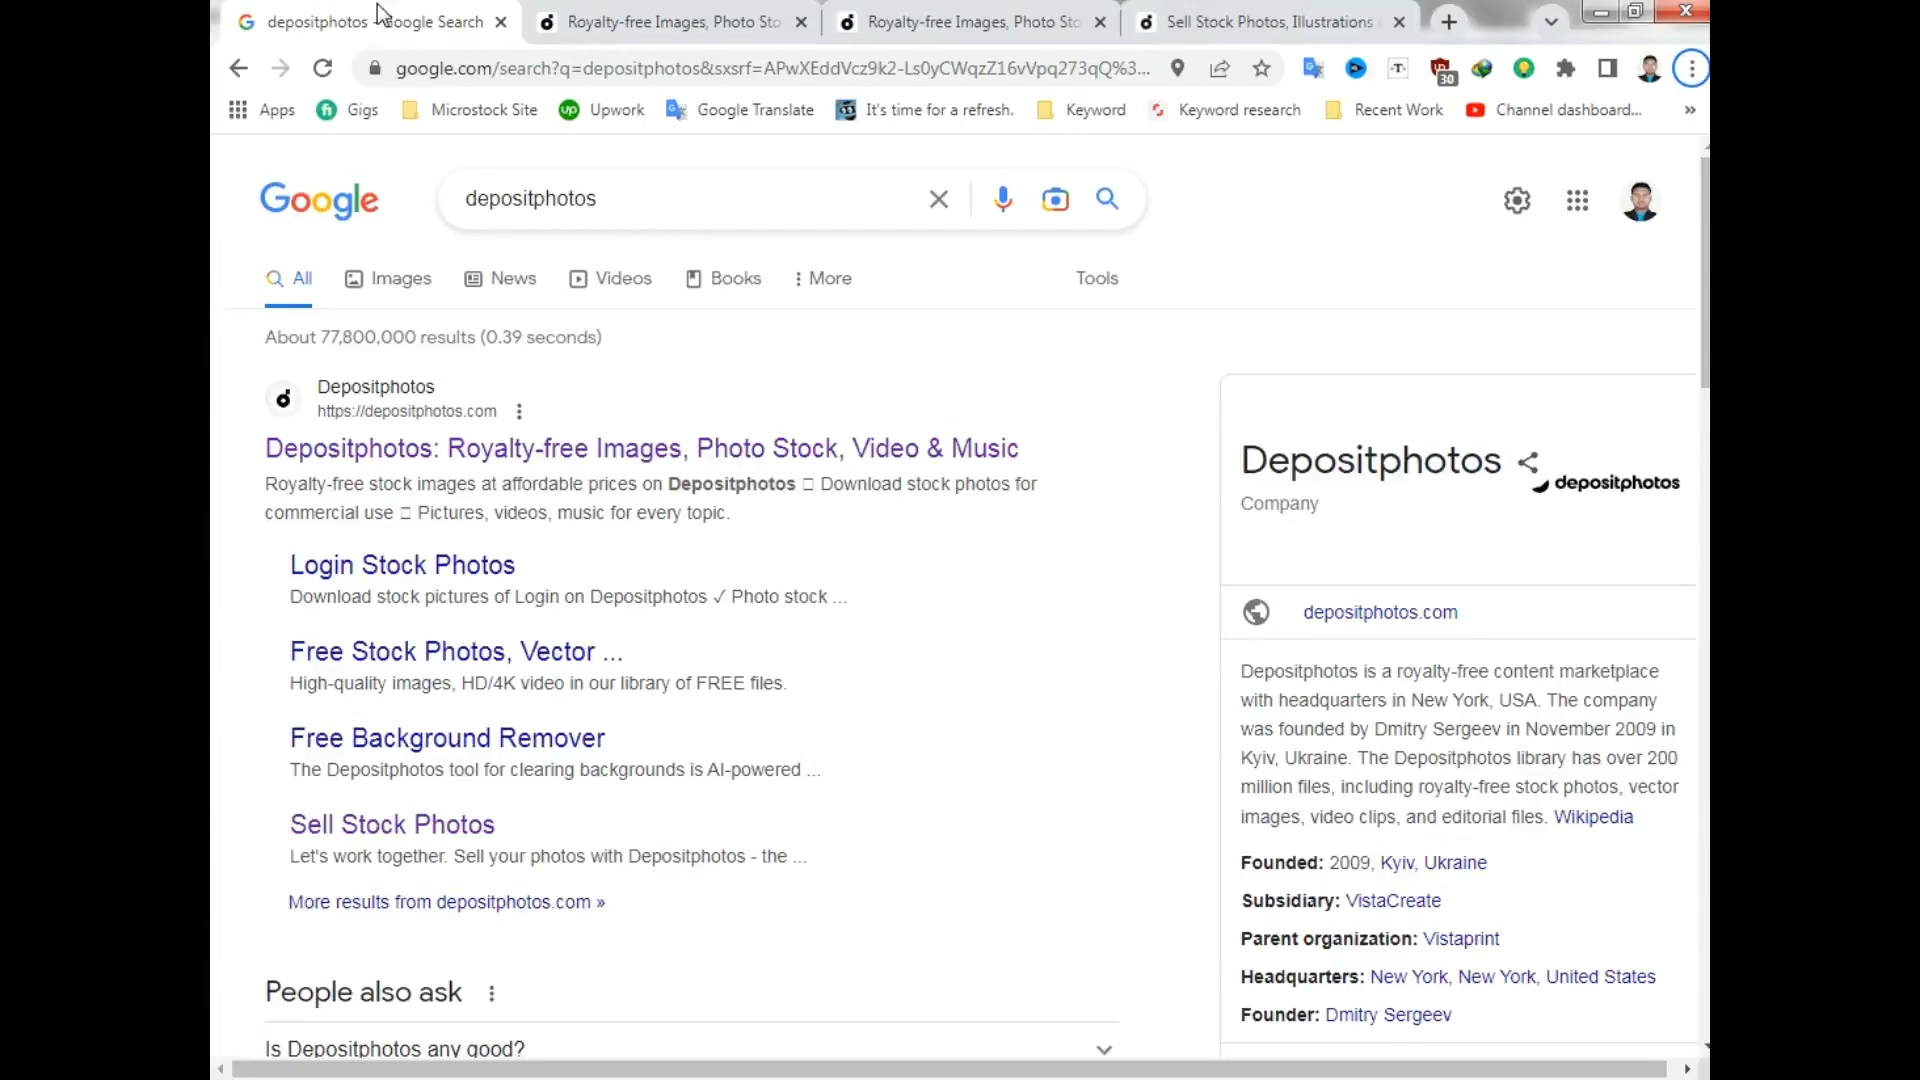 depositphotos - Google Search
Royalty-free Images, Photo Sto
Royalty-free Images, Photo Sto
Sell Stock Photos, Illustrations
google.com/search?q=depositphotos&sxsrf=APwXEddVcz9k2-Ls0yCWqzZ16vVpq273qQ%3...
30
Apps
Gigs
Microstock Site
Upwork
Google Translate
It's time for a refresh.
Keyword
Keyword research
Recent Work
Channel dashboard...
»
Google
depositphotos
All
Images
News
Videos
Books
More
Tools
About 77,800,000 results (0.39 seconds)
Depositphotos
https://depositphotos.com
Depositphotos: Royalty-free Images, Photo Stock, Video & Music
Royalty-free stock images at affordable prices on Depositphotos □ Download stock photos for
commercial use □ Pictures, videos, music for every topic.
Login Stock Photos
Download stock pictures of Login on Depositphotos ✓ Photo stock ...
Free Stock Photos, Vector ...
High-quality images, HD/4K video in our library of FREE files.
Free Background Remover
The Depositphotos tool for clearing backgrounds is AI-powered ...
Sell Stock Photos
Let's work together. Sell your photos with Depositphotos - the ...
More results from depositphotos.com »
People also ask
Is Depositphotos any good?
Depositphotos
depositphotos
Company
depositphotos.com
Depositphotos is a royalty-free content marketplace
with headquarters in New York, USA. The company
was founded by Dmitry Sergeev in November 2009 in
Kyiv, Ukraine. The Depositphotos library has over 200
million files, including royalty-free stock photos, vector
images, video clips, and editorial files. Wikipedia
Founded: 2009, Kyiv, Ukraine
Subsidiary: VistaCreate
Parent organization: Vistaprint
Headquarters: New York, New York, United States
Founder: Dmitry Sergeev